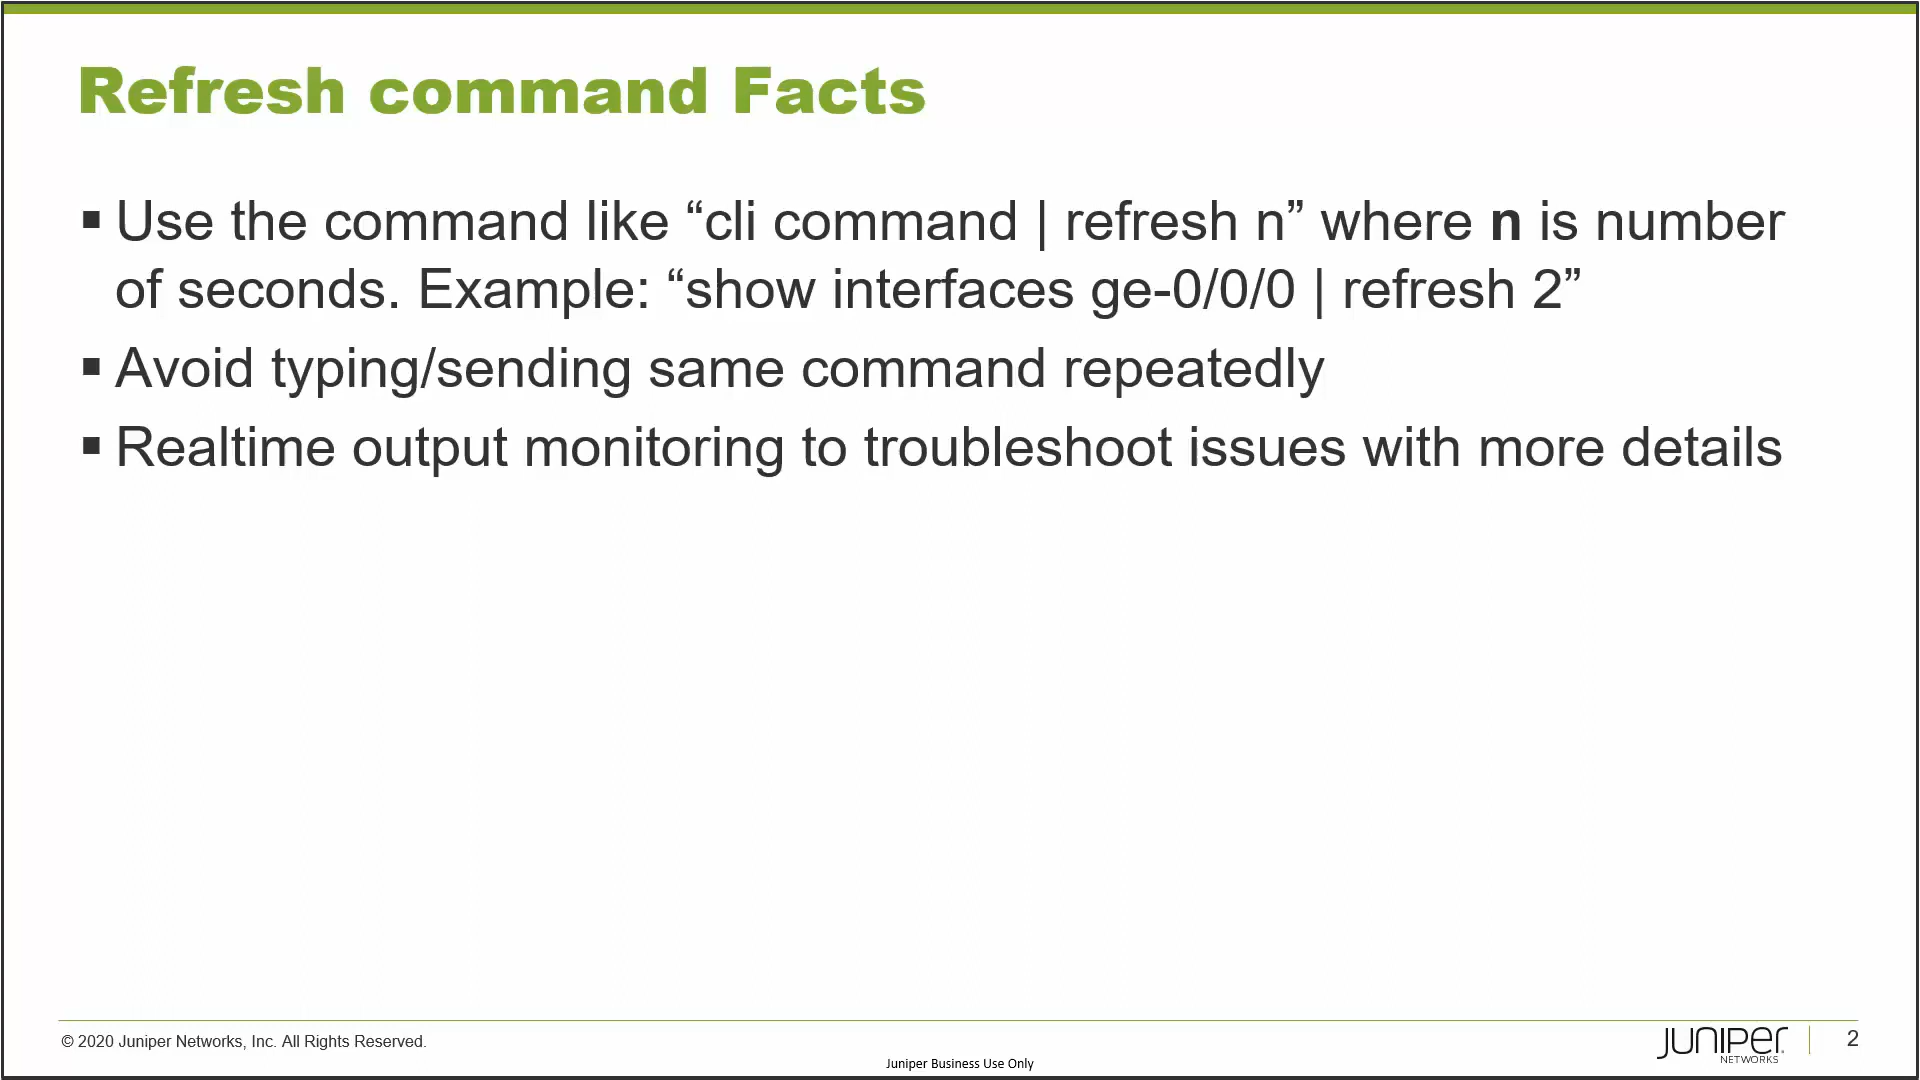 Refresh command Facts
▪ Use the command like “cli command | refresh n” where n is number
of seconds. Example: “show interfaces ge-0/0/0 | refresh 2”
▪ Avoid typing/sending same command repeatedly
▪ Realtime output monitoring to troubleshoot issues with more details
© 2020 Juniper Networks, Inc. All Rights Reserved.
JUNIPer
NETWORKS
2
Juniper Business Use Only